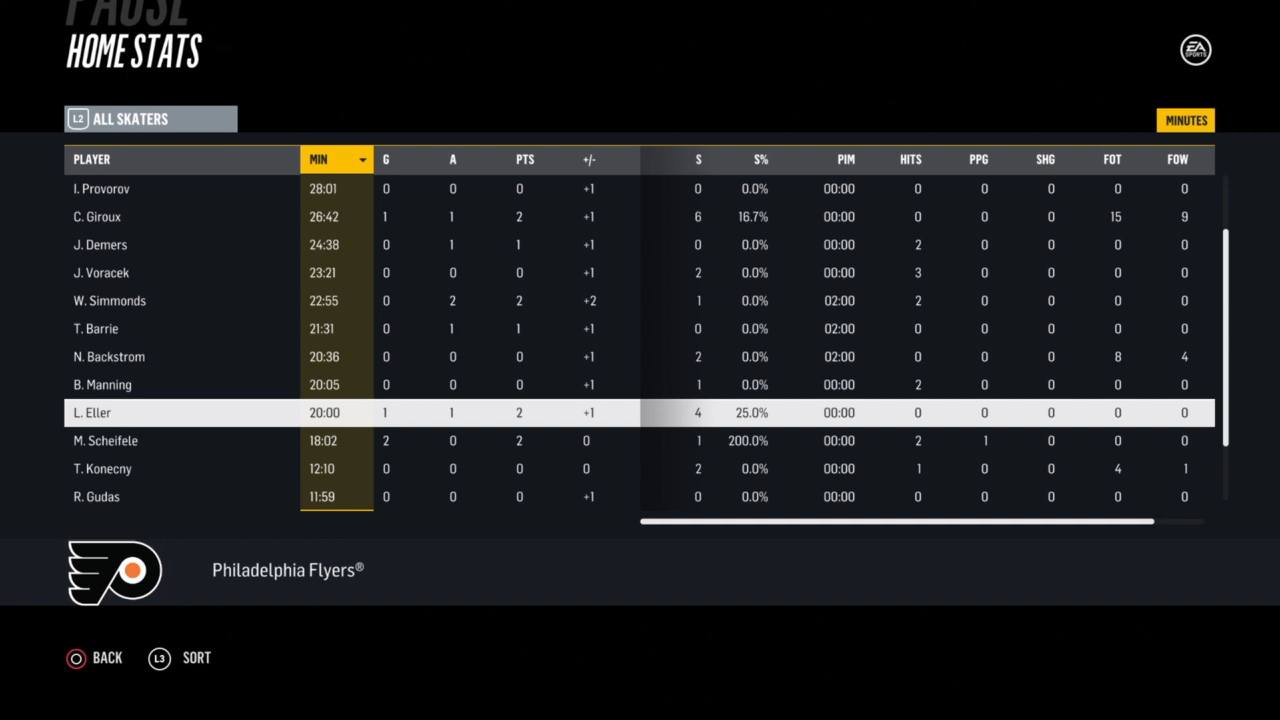 PAUSE
HOME STATS
EA SPORTS
L2 ALL SKATERS
MINUTES
PLAYER MIN G A PTS +/- S S% PIM HITS PPG SHG FOT FOW
I. Provorov 28:01 0 0 0 +1 0 0.0% 00:00 0 0 0 0 0
C. Giroux 26:42 1 1 2 +1 6 16.7% 00:00 0 0 0 15 9
J. Demers 24:38 0 1 1 +1 0 0.0% 00:00 2 0 0 0 0
J. Voracek 23:21 0 0 0 +1 2 0.0% 00:00 3 0 0 0 0
W. Simmonds 22:55 0 2 2 +2 1 0.0% 02:00 2 0 0 0 0
T. Barrie 21:31 0 1 1 +1 0 0.0% 02:00 0 0 0 0 0
N. Backstrom 20:36 0 0 0 +1 2 0.0% 02:00 0 0 0 8 4
B. Manning 20:05 0 0 0 +1 1 0.0% 00:00 2 0 0 0 0
L. Eller 20:00 1 1 2 +1 4 25.0% 00:00 0 0 0 0 0
M. Scheifele 18:02 2 0 2 0 1 200.0% 00:00 2 1 0 0 0
T. Konecny 12:10 0 0 0 0 2 0.0% 00:00 1 0 0 4 1
R. Gudas 11:59 0 0 0 +1 0 0.0% 00:00 0 0 0 0 0
Philadelphia Flyers®
BACK L3 SORT